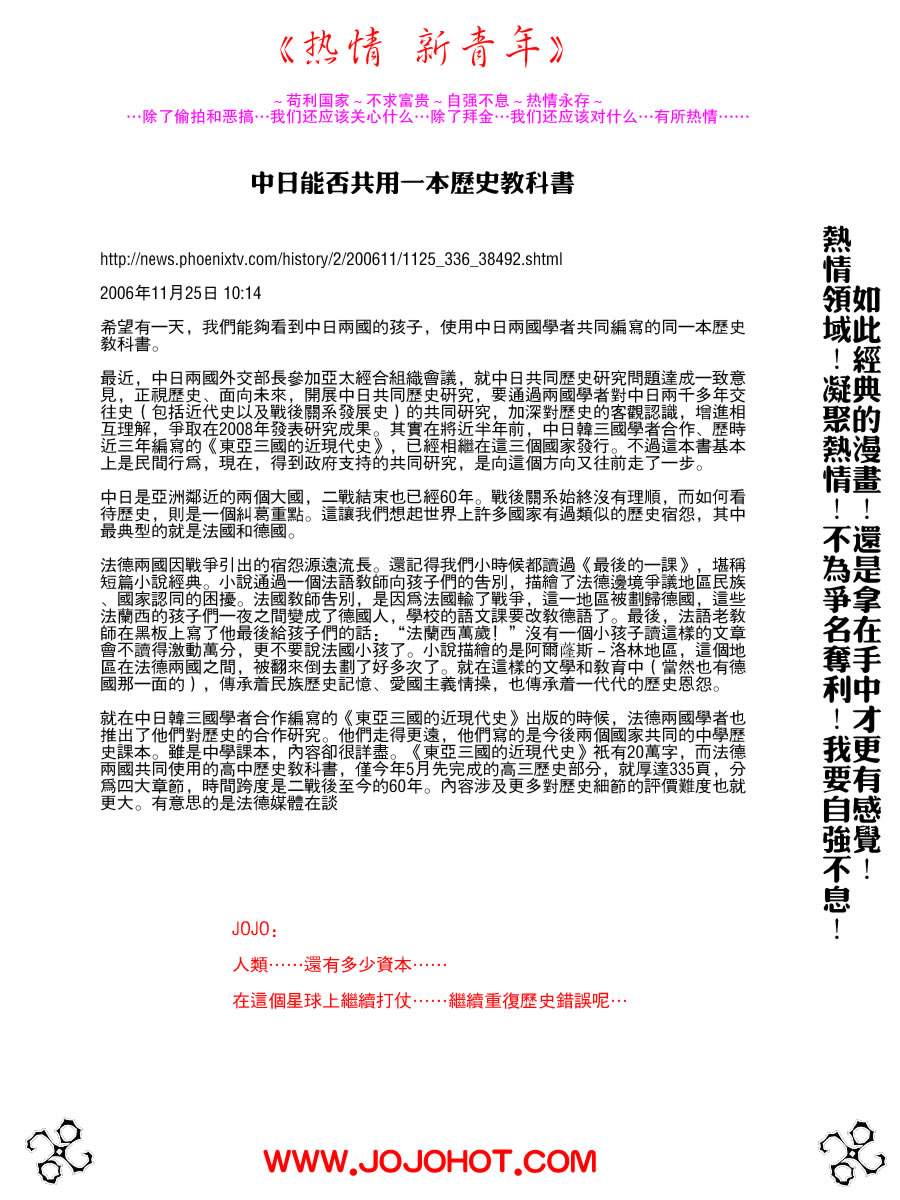 《热情 新青年》
～苟利国家～不求富贵～自强不息～热情永存～
…除了偷拍和恶搞…我们还应该关心什么…除了拜金…我们还应该对什么…有所热情……
中日能否共用一本歷史教科書
http://news.phoenixtv.com/history/2/200611/1125_336_38492.shtml
2006年11月25日 10:14
希望有一天，我們能夠看到中日兩國的孩子，使用中日兩國學者共同編寫的同一本歷史
教科書。
最近，中日兩國外交部長參加亞太經合組織會議，就中日共同歷史研究問題達成一致意
見，正視歷史、面向未來，開展中日共同歷史研究，要通過兩國學者對中日兩千多年交
往史（包括近代史以及戰後關系發展史）的共同研究，加深對歷史的客觀認識，增進相
互理解，爭取在2008年發表研究成果。其實在將近半年前，中日韓三國學者合作、歷時
近三年編寫的《東亞三國的近現代史》，已經相繼在這三個國家發行。不過這本書基本
上是民間行爲，現在，得到政府支持的共同研究，是向這個方向又往前走了一步。
中日是亞洲鄰近的兩個大國，二戰結束也已經60年。戰後關系始終沒有理順，而如何看
待歷史，則是一個糾葛重點。這讓我們想起世界上許多國家有過類似的歷史宿怨，其中
最典型的就是法國和德國。
法德兩國因戰爭引出的宿怨源遠流長。還記得我們小時候都讀過《最後的一課》，堪稱
短篇小說經典。小說通過一個法語教師向孩子們的告別，描繪了法德邊境爭議地區民族
、國家認同的困擾。法國教師告別，是因爲法國輸了戰爭，這一地區被劃歸德國，這些
法蘭西的孩子們一夜之間變成了德國人，學校的語文課要改教德語了。最後，法語老教
師在黑板上寫了他最後給孩子們的話：“法蘭西萬歲！”沒有一個小孩子讀這樣的文章
會不讀得激動萬分，更不要說法國小孩了。小說描繪的是阿爾薩斯－洛林地區，這個地
區在法德兩國之間，被翻來倒去劃了好多次了。就在這樣的文學和教育中（當然也有德
國那一面的），傳承着民族歷史記憶、愛國主義情操，也傳承着一代代的歷史恩怨。
就在中日韓三國學者合作編寫的《東亞三國的近現代史》出版的時候，法德兩國學者也
推出了他們對歷史的合作研究。他們走得更遠，他們寫的是今後兩個國家共同的中學歷
史課本。雖是中學課本，內容卻很詳盡。《東亞三國的近現代史》衹有20萬字，而法德
兩國共同使用的高中歷史教科書，僅今年5月先完成的高三歷史部分，就厚達335頁，分
爲四大章節，時間跨度是二戰後至今的60年。內容涉及更多對歷史細節的評價難度也就
更大。有意思的是法德媒體在談
如此經典的漫畫！還是拿在手中才更有感覺！
熱情領域！凝聚熱情！不為爭名奪利！我要自強不息！
JOJO：
人類……還有多少資本……
在這個星球上繼續打仗……繼續重復歷史錯誤呢…
WWW.JOJOHOT.COM